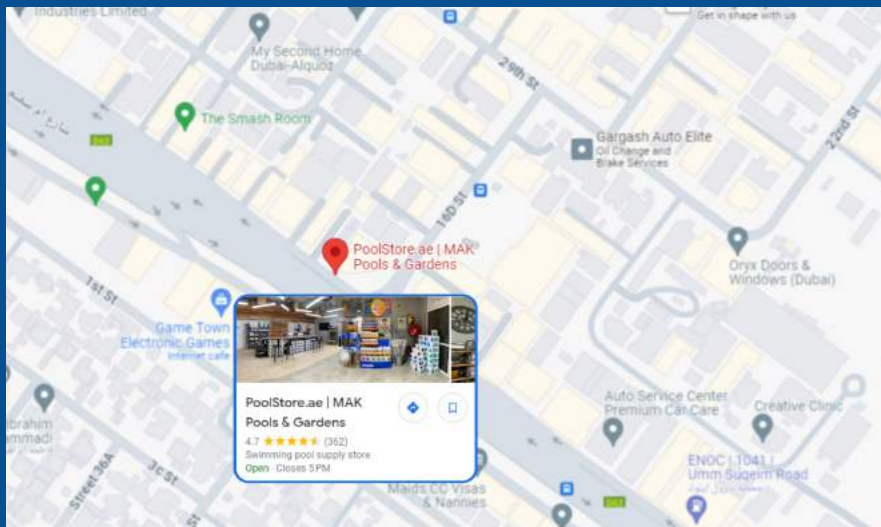 Industries Limited
Get in shape with us
My Second Home
Dubai-Alquoz
29th St
The Smash Room
Gargash Auto Elite
Oil Change and
Brake Services
22nd St
16D St
PoolStore.ae | MAK
Pools & Gardens
Oryx Doors &
Windows (Dubai)
1st St
Game Town
Electronic Games
Internet cafe
PoolStore.ae | MAK
Pools & Gardens
4.7 (362)
Swimming pool supply store
Open · Closes 5 PM
Auto Service Center
Premium Car Care
Creative Clinic
Ibrahim
ammadi
Street 36A
3c St
Maids CC Visas
& Nannies
ENOC | 1041 |
Umm Suqeim Road